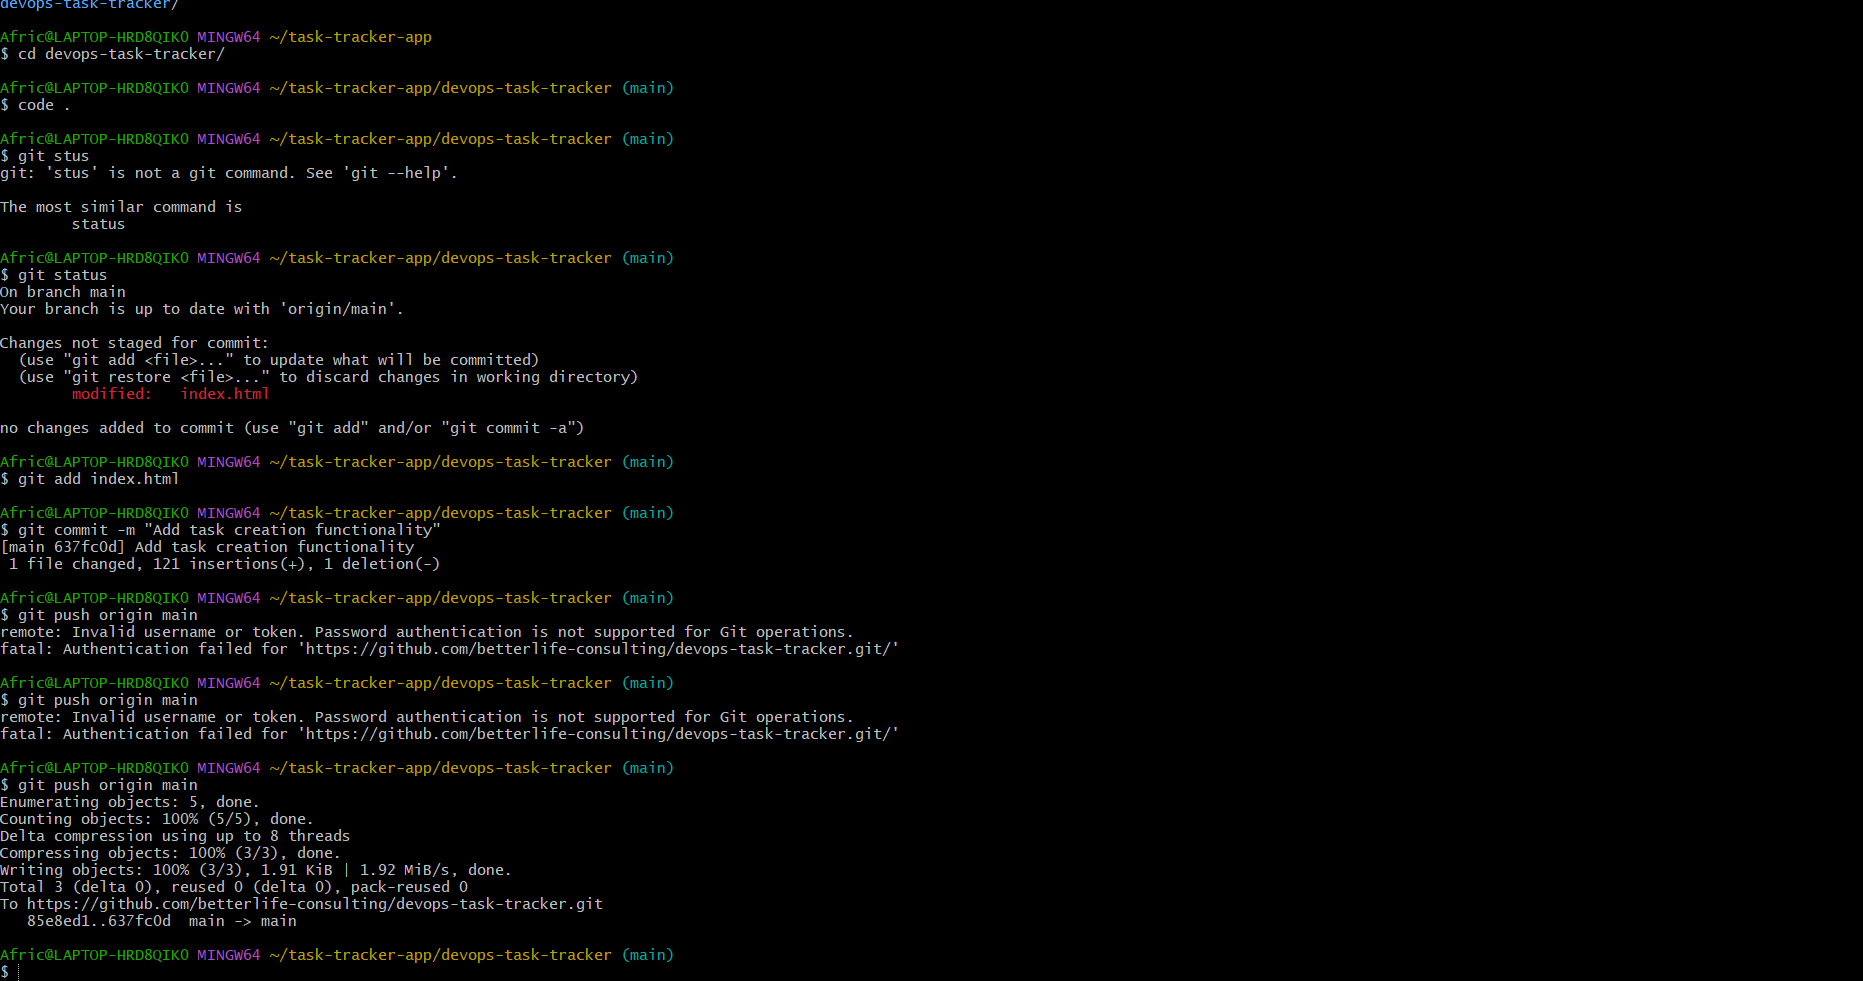 devops-task-tracker/
Afric@LAPTOP-HRD8QIKO MINGW64 ~/task-tracker-app
$ cd devops-task-tracker/
Afric@LAPTOP-HRD8QIKO MINGW64 ~/task-tracker-app/devops-task-tracker (main)
$ code .
Afric@LAPTOP-HRD8QIKO MINGW64 ~/task-tracker-app/devops-task-tracker (main)
$ git stus
git: 'stus' is not a git command. See 'git --help'.
The most similar command is
status
Afric@LAPTOP-HRD8QIKO MINGW64 ~/task-tracker-app/devops-task-tracker (main)
$ git status
On branch main
Your branch is up to date with 'origin/main'.
Changes not staged for commit:
(use "git add <file>..." to update what will be committed)
(use "git restore <file>..." to discard changes in working directory)
modified:   index.html
no changes added to commit (use "git add" and/or "git commit -a")
Afric@LAPTOP-HRD8QIKO MINGW64 ~/task-tracker-app/devops-task-tracker (main)
$ git add index.html
Afric@LAPTOP-HRD8QIKO MINGW64 ~/task-tracker-app/devops-task-tracker (main)
$ git commit -m "Add task creation functionality"
[main 637fc0d] Add task creation functionality
1 file changed, 121 insertions(+), 1 deletion(-)
Afric@LAPTOP-HRD8QIKO MINGW64 ~/task-tracker-app/devops-task-tracker (main)
$ git push origin main
remote: Invalid username or token. Password authentication is not supported for Git operations.
fatal: Authentication failed for 'https://github.com/betterlife-consulting/devops-task-tracker.git/'
Afric@LAPTOP-HRD8QIKO MINGW64 ~/task-tracker-app/devops-task-tracker (main)
$ git push origin main
remote: Invalid username or token. Password authentication is not supported for Git operations.
fatal: Authentication failed for 'https://github.com/betterlife-consulting/devops-task-tracker.git/'
Afric@LAPTOP-HRD8QIKO MINGW64 ~/task-tracker-app/devops-task-tracker (main)
$ git push origin main
Enumerating objects: 5, done.
Counting objects: 100% (5/5), done.
Delta compression using up to 8 threads
Compressing objects: 100% (3/3), done.
Writing objects: 100% (3/3), 1.91 KiB | 1.92 MiB/s, done.
Total 3 (delta 0), reused 0 (delta 0), pack-reused 0
To https://github.com/betterlife-consulting/devops-task-tracker.git
85e8ed1..637fc0d  main -> main
Afric@LAPTOP-HRD8QIKO MINGW64 ~/task-tracker-app/devops-task-tracker (main)
$